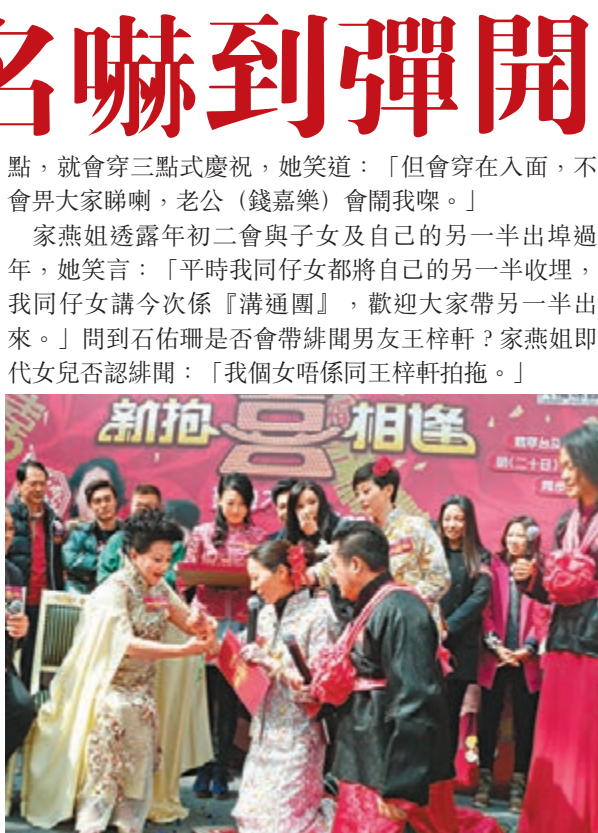 嚇到彈開
點，就會穿三點式慶祝，她笑道：「但會穿在入面，不
會畀大家睇喇，老公（錢嘉樂）會鬧我㗎。」
家燕姐透露年初二會與子女及自己的另一半出埠過
年，她笑言：「平時我同仔女都將自己的另一半收埋，
我同仔女講今次係『溝通團』，歡迎大家帶另一半出
來。」問到石佑珊是否會帶緋聞男友王梓軒？家燕姐即
代女兒否認緋聞：「我個女唔係同王梓軒拍拖。」
新抱喜相逢
翡翠台
(二十日)